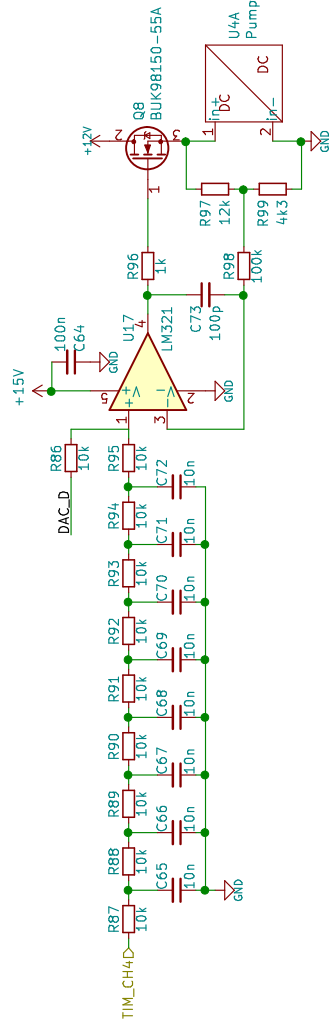 U4A
Pump
DC
DC
in+
in-
1
2
GND
+12V
Q8
BUK98150-55A
2
3
1
R97
12k
R99
4k3
R96
1k
R98
100k
C73
100p
U17
LM321
4
+
V+
-
V-
5
2
1
3
GND
+15V
100n
C64
GND
R86
10k
DAC_D
R95
10k
C72
10n
R94
10k
C71
10n
R93
10k
C70
10n
R92
10k
C69
10n
R91
10k
C68
10n
R90
10k
C67
10n
R89
10k
C66
10n
R88
10k
C65
10n
R87
10k
GND
TIM_CH4